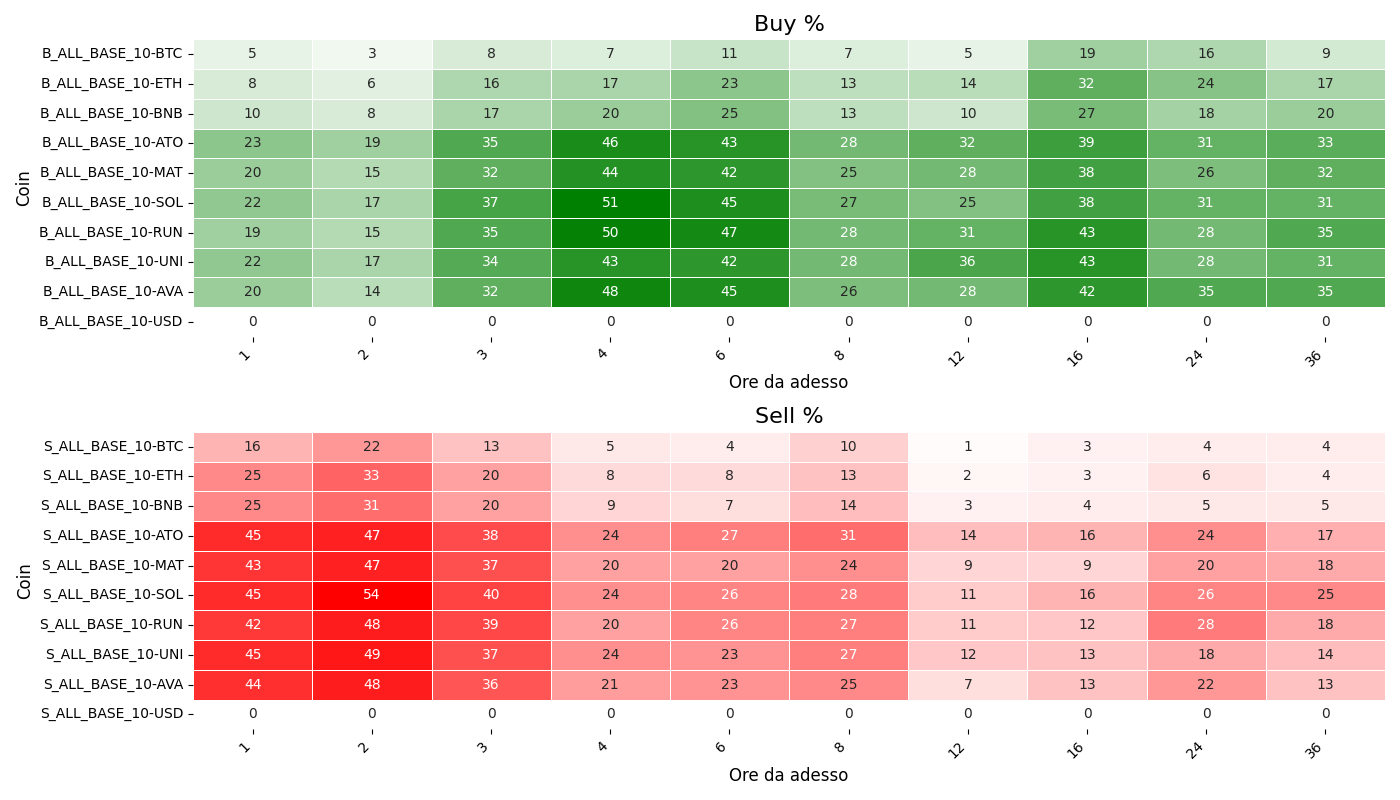 Buy %
Coin
B_ALL_BASE_10-BTC 5 3 8 7 11 7 5 19 16 9
B_ALL_BASE_10-ETH 8 6 16 17 23 13 14 32 24 17
B_ALL_BASE_10-BNB 10 8 17 20 25 13 10 27 18 20
B_ALL_BASE_10-ATO 23 19 35 46 43 28 32 39 31 33
B_ALL_BASE_10-MAT 20 15 32 44 42 25 28 38 26 32
B_ALL_BASE_10-SOL 22 17 37 51 45 27 25 38 31 31
B_ALL_BASE_10-RUN 19 15 35 50 47 28 31 43 28 35
B_ALL_BASE_10-UNI 22 17 34 43 42 28 36 43 28 31
B_ALL_BASE_10-AVA 20 14 32 48 45 26 28 42 35 35
B_ALL_BASE_10-USD 0 0 0 0 0 0 0 0 0 0
1 2 3 4 6 8 12 16 24 36
Ore da adesso
Sell %
Coin
S_ALL_BASE_10-BTC 16 22 13 5 4 10 1 3 4 4
S_ALL_BASE_10-ETH 25 33 20 8 8 13 2 3 6 4
S_ALL_BASE_10-BNB 25 31 20 9 7 14 3 4 5 5
S_ALL_BASE_10-ATO 45 47 38 24 27 31 14 16 24 17
S_ALL_BASE_10-MAT 43 47 37 20 20 24 9 9 20 18
S_ALL_BASE_10-SOL 45 54 40 24 26 28 11 16 26 25
S_ALL_BASE_10-RUN 42 48 39 20 26 27 11 12 28 18
S_ALL_BASE_10-UNI 45 49 37 24 23 27 12 13 18 14
S_ALL_BASE_10-AVA 44 48 36 21 23 25 7 13 22 13
S_ALL_BASE_10-USD 0 0 0 0 0 0 0 0 0 0
1 2 3 4 6 8 12 16 24 36
Ore da adesso